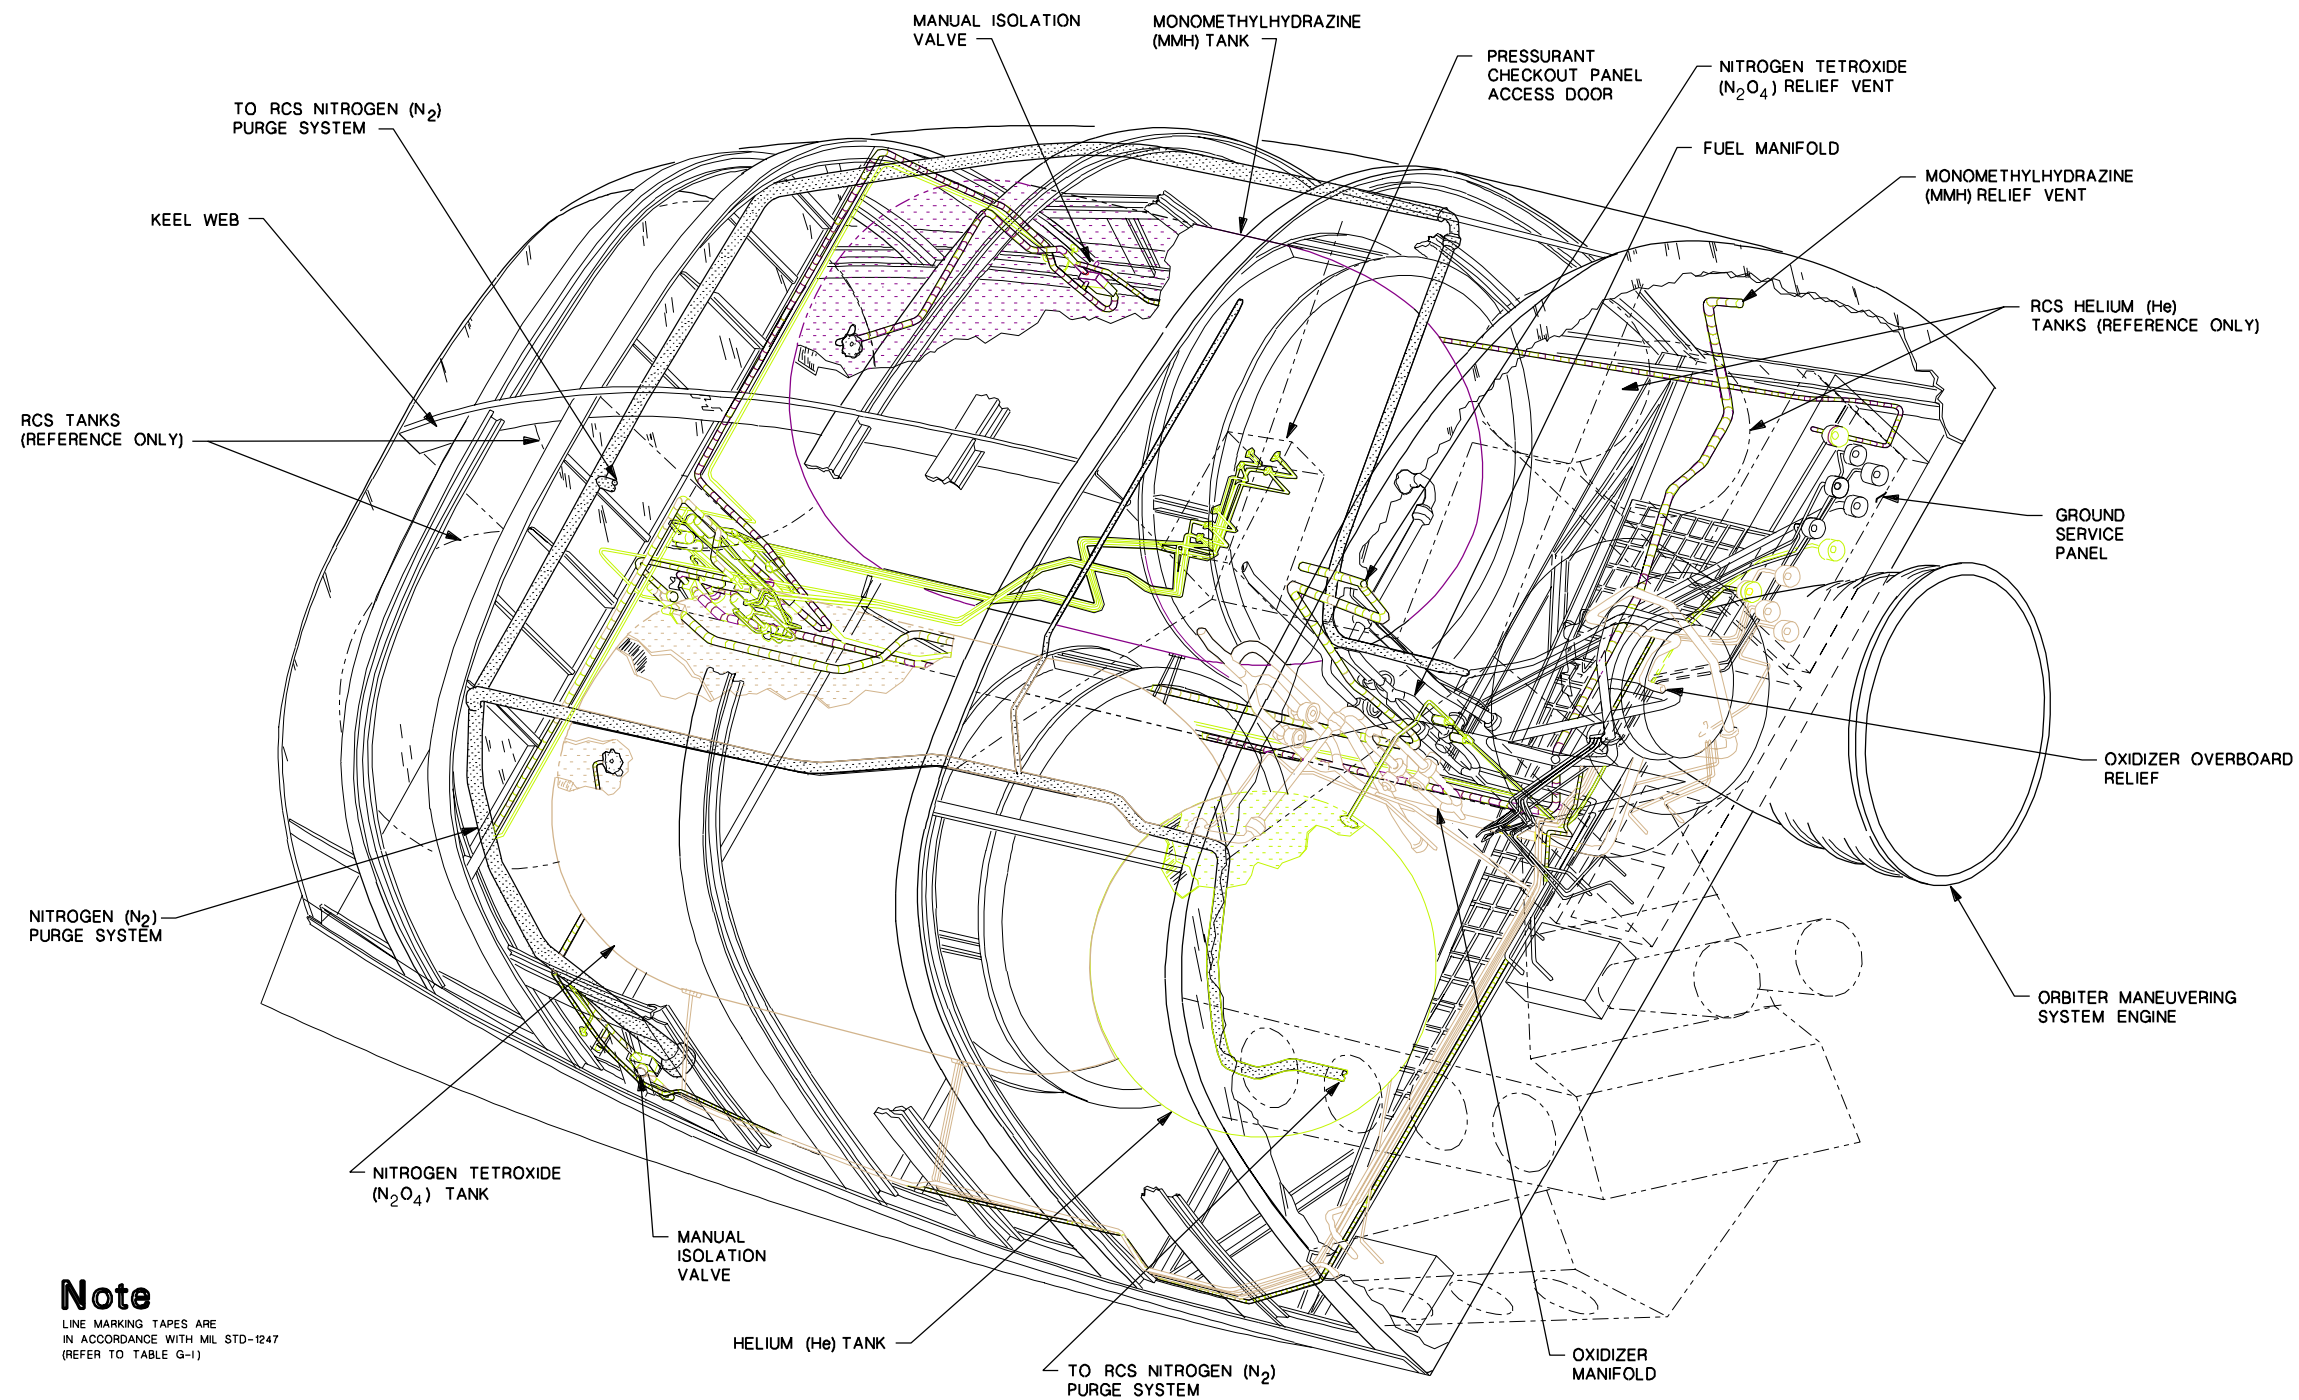 MANUAL ISOLATION
VALVE
MONOMETHYLHYDRAZINE
(MMH) TANK
PRESSURANT
CHECKOUT PANEL
ACCESS DOOR
NITROGEN TETROXIDE
(N₂O₄) RELIEF VENT
TO RCS NITROGEN (N₂)
PURGE SYSTEM
FUEL MANIFOLD
MONOMETHYLHYDRAZINE
(MMH) RELIEF VENT
KEEL WEB
RCS HELIUM (He)
TANKS (REFERENCE ONLY)
RCS TANKS
(REFERENCE ONLY)
GROUND
SERVICE
PANEL
OXIDIZER OVERBOARD
RELIEF
NITROGEN (N₂)
PURGE SYSTEM
ORBITER MANEUVERING
SYSTEM ENGINE
NITROGEN TETROXIDE
(N₂O₄) TANK
MANUAL
ISOLATION
VALVE
Note
LINE MARKING TAPES ARE
IN ACCORDANCE WITH MIL STD-1247
(REFER TO TABLE G-I)
HELIUM (He) TANK
TO RCS NITROGEN (N₂)
PURGE SYSTEM
OXIDIZER
MANIFOLD